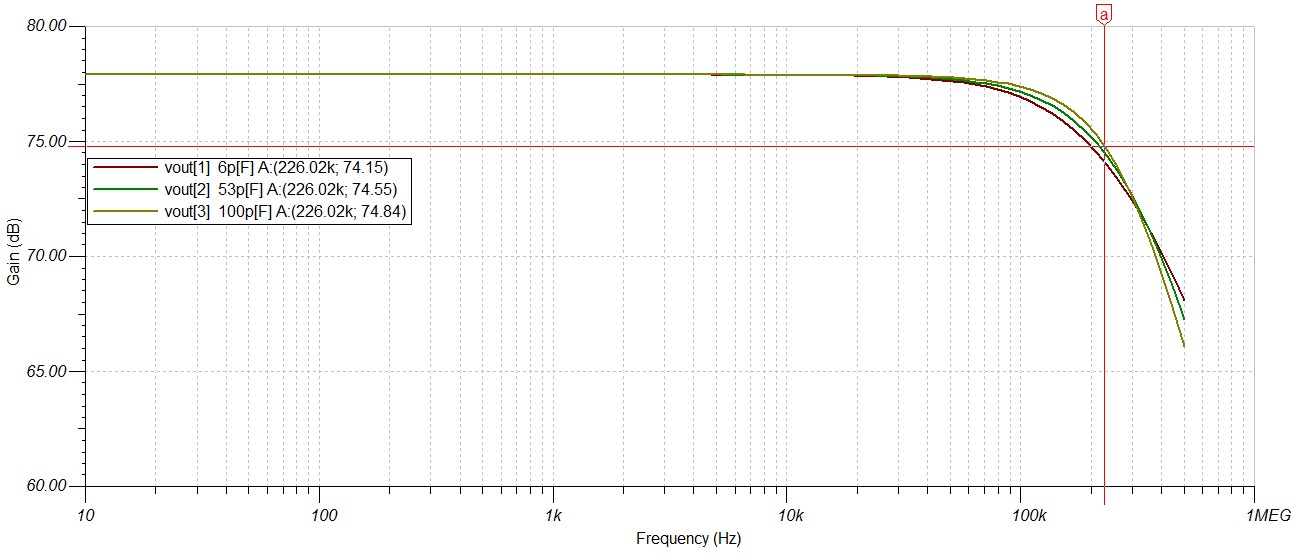 a
80.00
75.00
vout[1] 6p[F] A:(226.02k; 74.15)
vout[2] 53p[F] A:(226.02k; 74.55)
vout[3] 100p[F] A:(226.02k; 74.84)
Gain (dB)
70.00
65.00
60.00
10 100 1k 10k 100k 1MEG
Frequency (Hz)